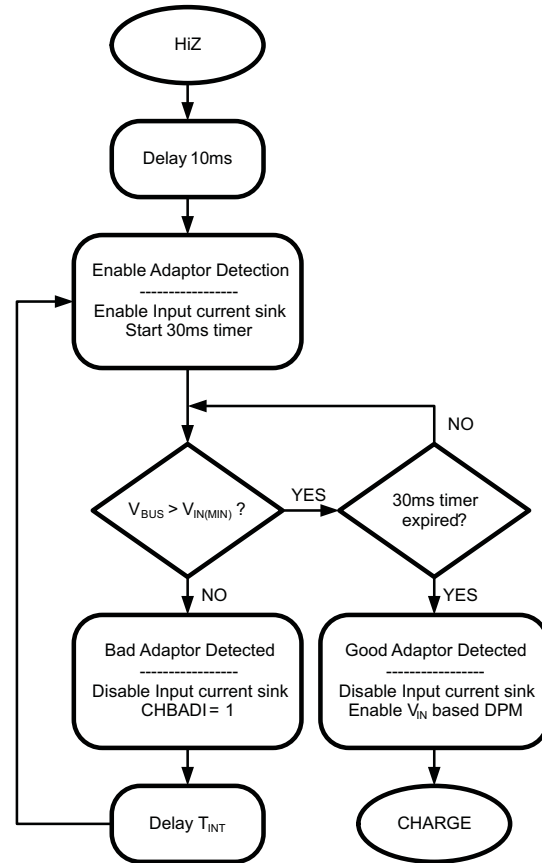 HiZ
Delay 10ms
Enable Adaptor Detection
-----------------
Enable Input current sink
Start 30ms timer
NO
V_BUS > V_IN(MIN) ?
YES
30ms timer
expired?
NO
YES
Bad Adaptor Detected
-----------------
Disable Input current sink
CHBADI = 1
Good Adaptor Detected
-----------------
Disable Input current sink
Enable V_IN based DPM
Delay T_INT
CHARGE